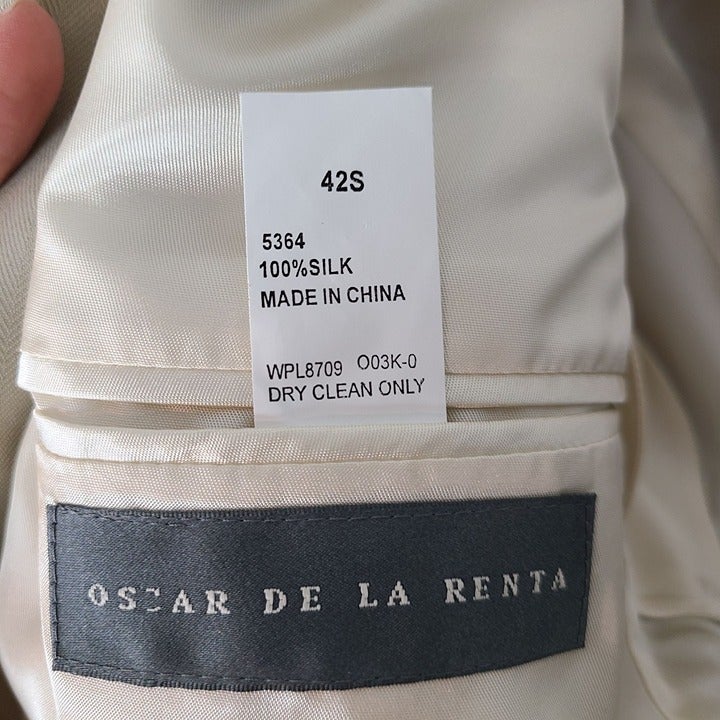 42S
5364
100%SILK
MADE IN CHINA
WPL8709 O03K-0
DRY CLEAN ONLY
OSCAR DE LA RENTA